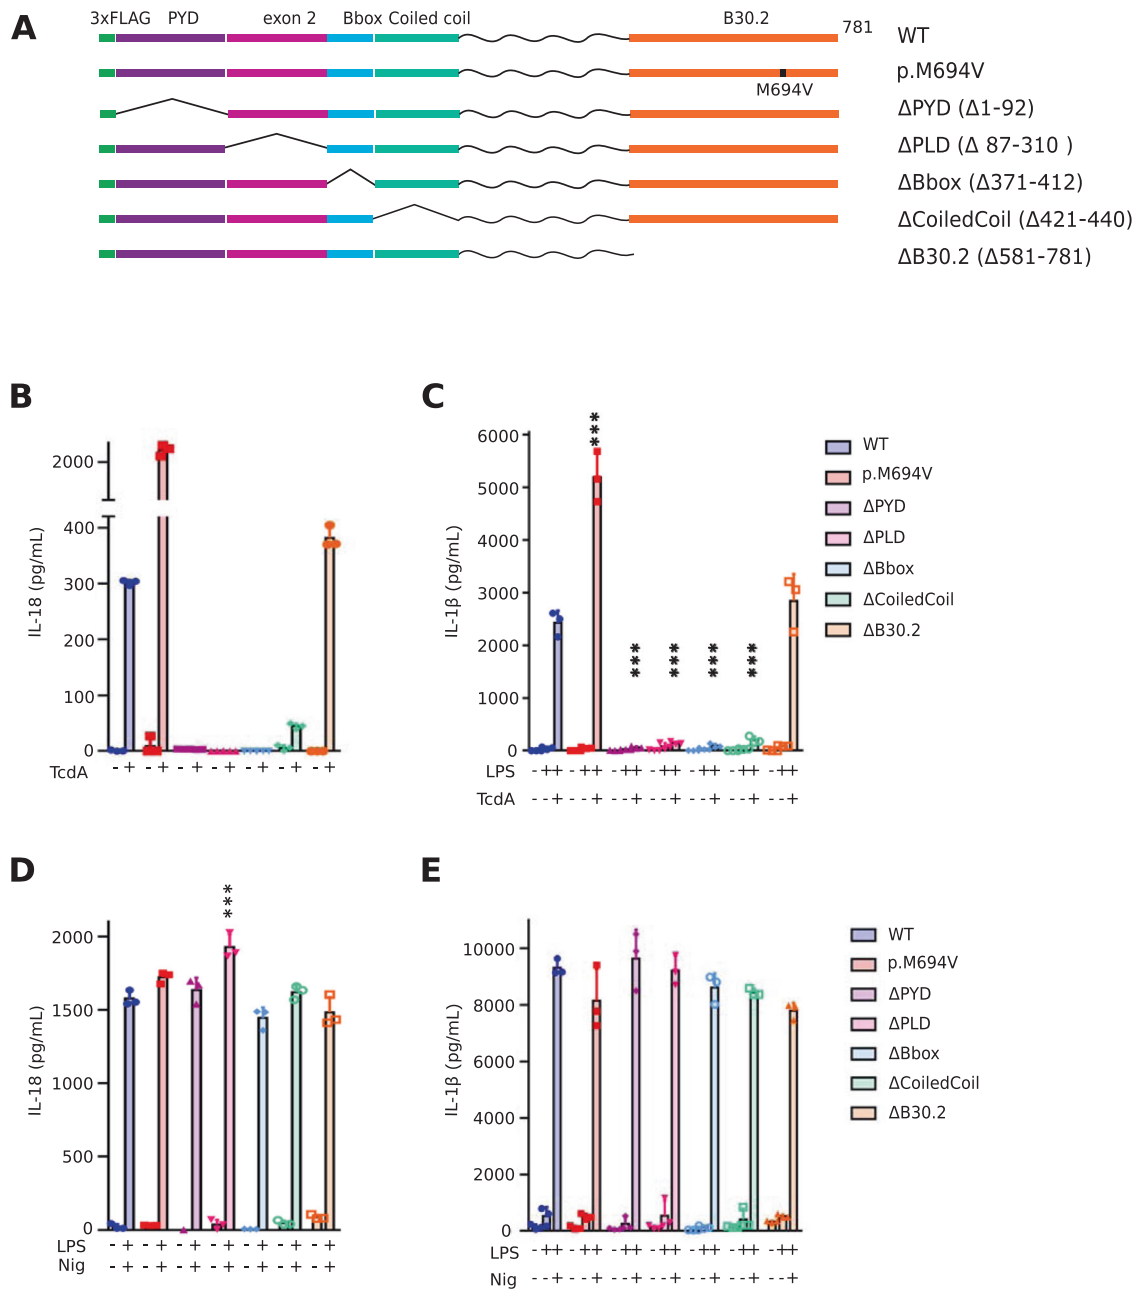 A
3xFLAG PYD exon 2 Bbox Coiled coil B30.2 781
WT
p.M694V
M694V
ΔPYD (Δ1-92)
ΔPLD (Δ 87-310 )
ΔBbox (Δ371-412)
ΔCoiledCoil (Δ421-440)
ΔB30.2 (Δ581-781)
B
IL-18 (pg/mL)
2000
400
300
200
100
0
TcdA - + - + - + - + - + - + - +
C
IL-1β (pg/mL)
6000
5000
4000
3000
2000
1000
0
*** *** *** *** ***
LPS - ++ - ++ - ++ - ++ - ++ - ++ - ++
TcdA - - + - - + - - + - - + - - + - - + - - +
WT
p.M694V
ΔPYD
ΔPLD
ΔBbox
ΔCoiledCoil
ΔB30.2
D
IL-18 (pg/mL)
2000
1500
1000
500
0
***
LPS - + - + - + - + - + - + - +
Nig - + - + - + - + - + - + - +
E
IL-1β (pg/mL)
10000
8000
6000
4000
2000
0
LPS - ++ - ++ - ++ - ++ - ++ - ++ - ++
Nig - - + - - + - - + - - + - - + - - + - - +
WT
p.M694V
ΔPYD
ΔPLD
ΔBbox
ΔCoiledCoil
ΔB30.2